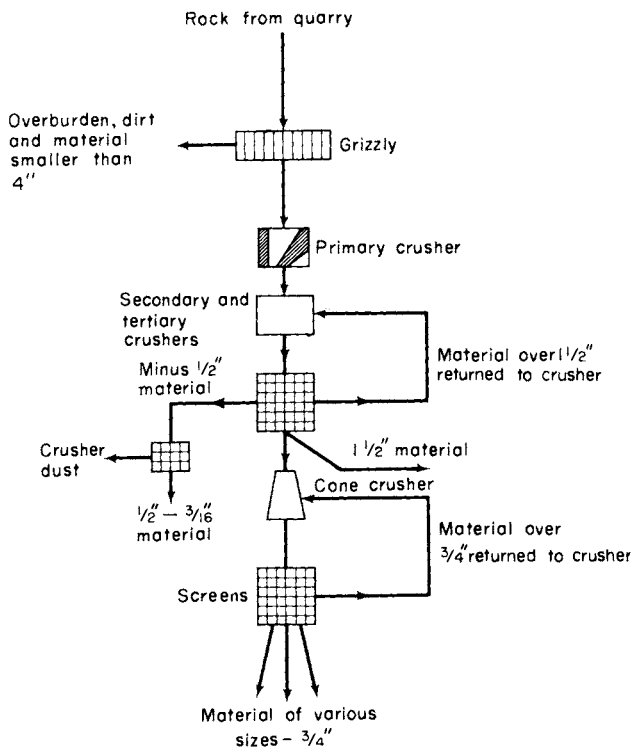 Rock from quarry
Overburden, dirt
and material
smaller than
4"
Grizzly
Primary crusher
Secondary and
tertiary
crushers
Minus 1/2"
material
Material over 1 1/2"
returned to crusher
Crusher
dust
1 1/2" material
Cone crusher
1/2" – 3/16"
material
Material over
3/4" returned to crusher
Screens
Material of various
sizes – 3/4"